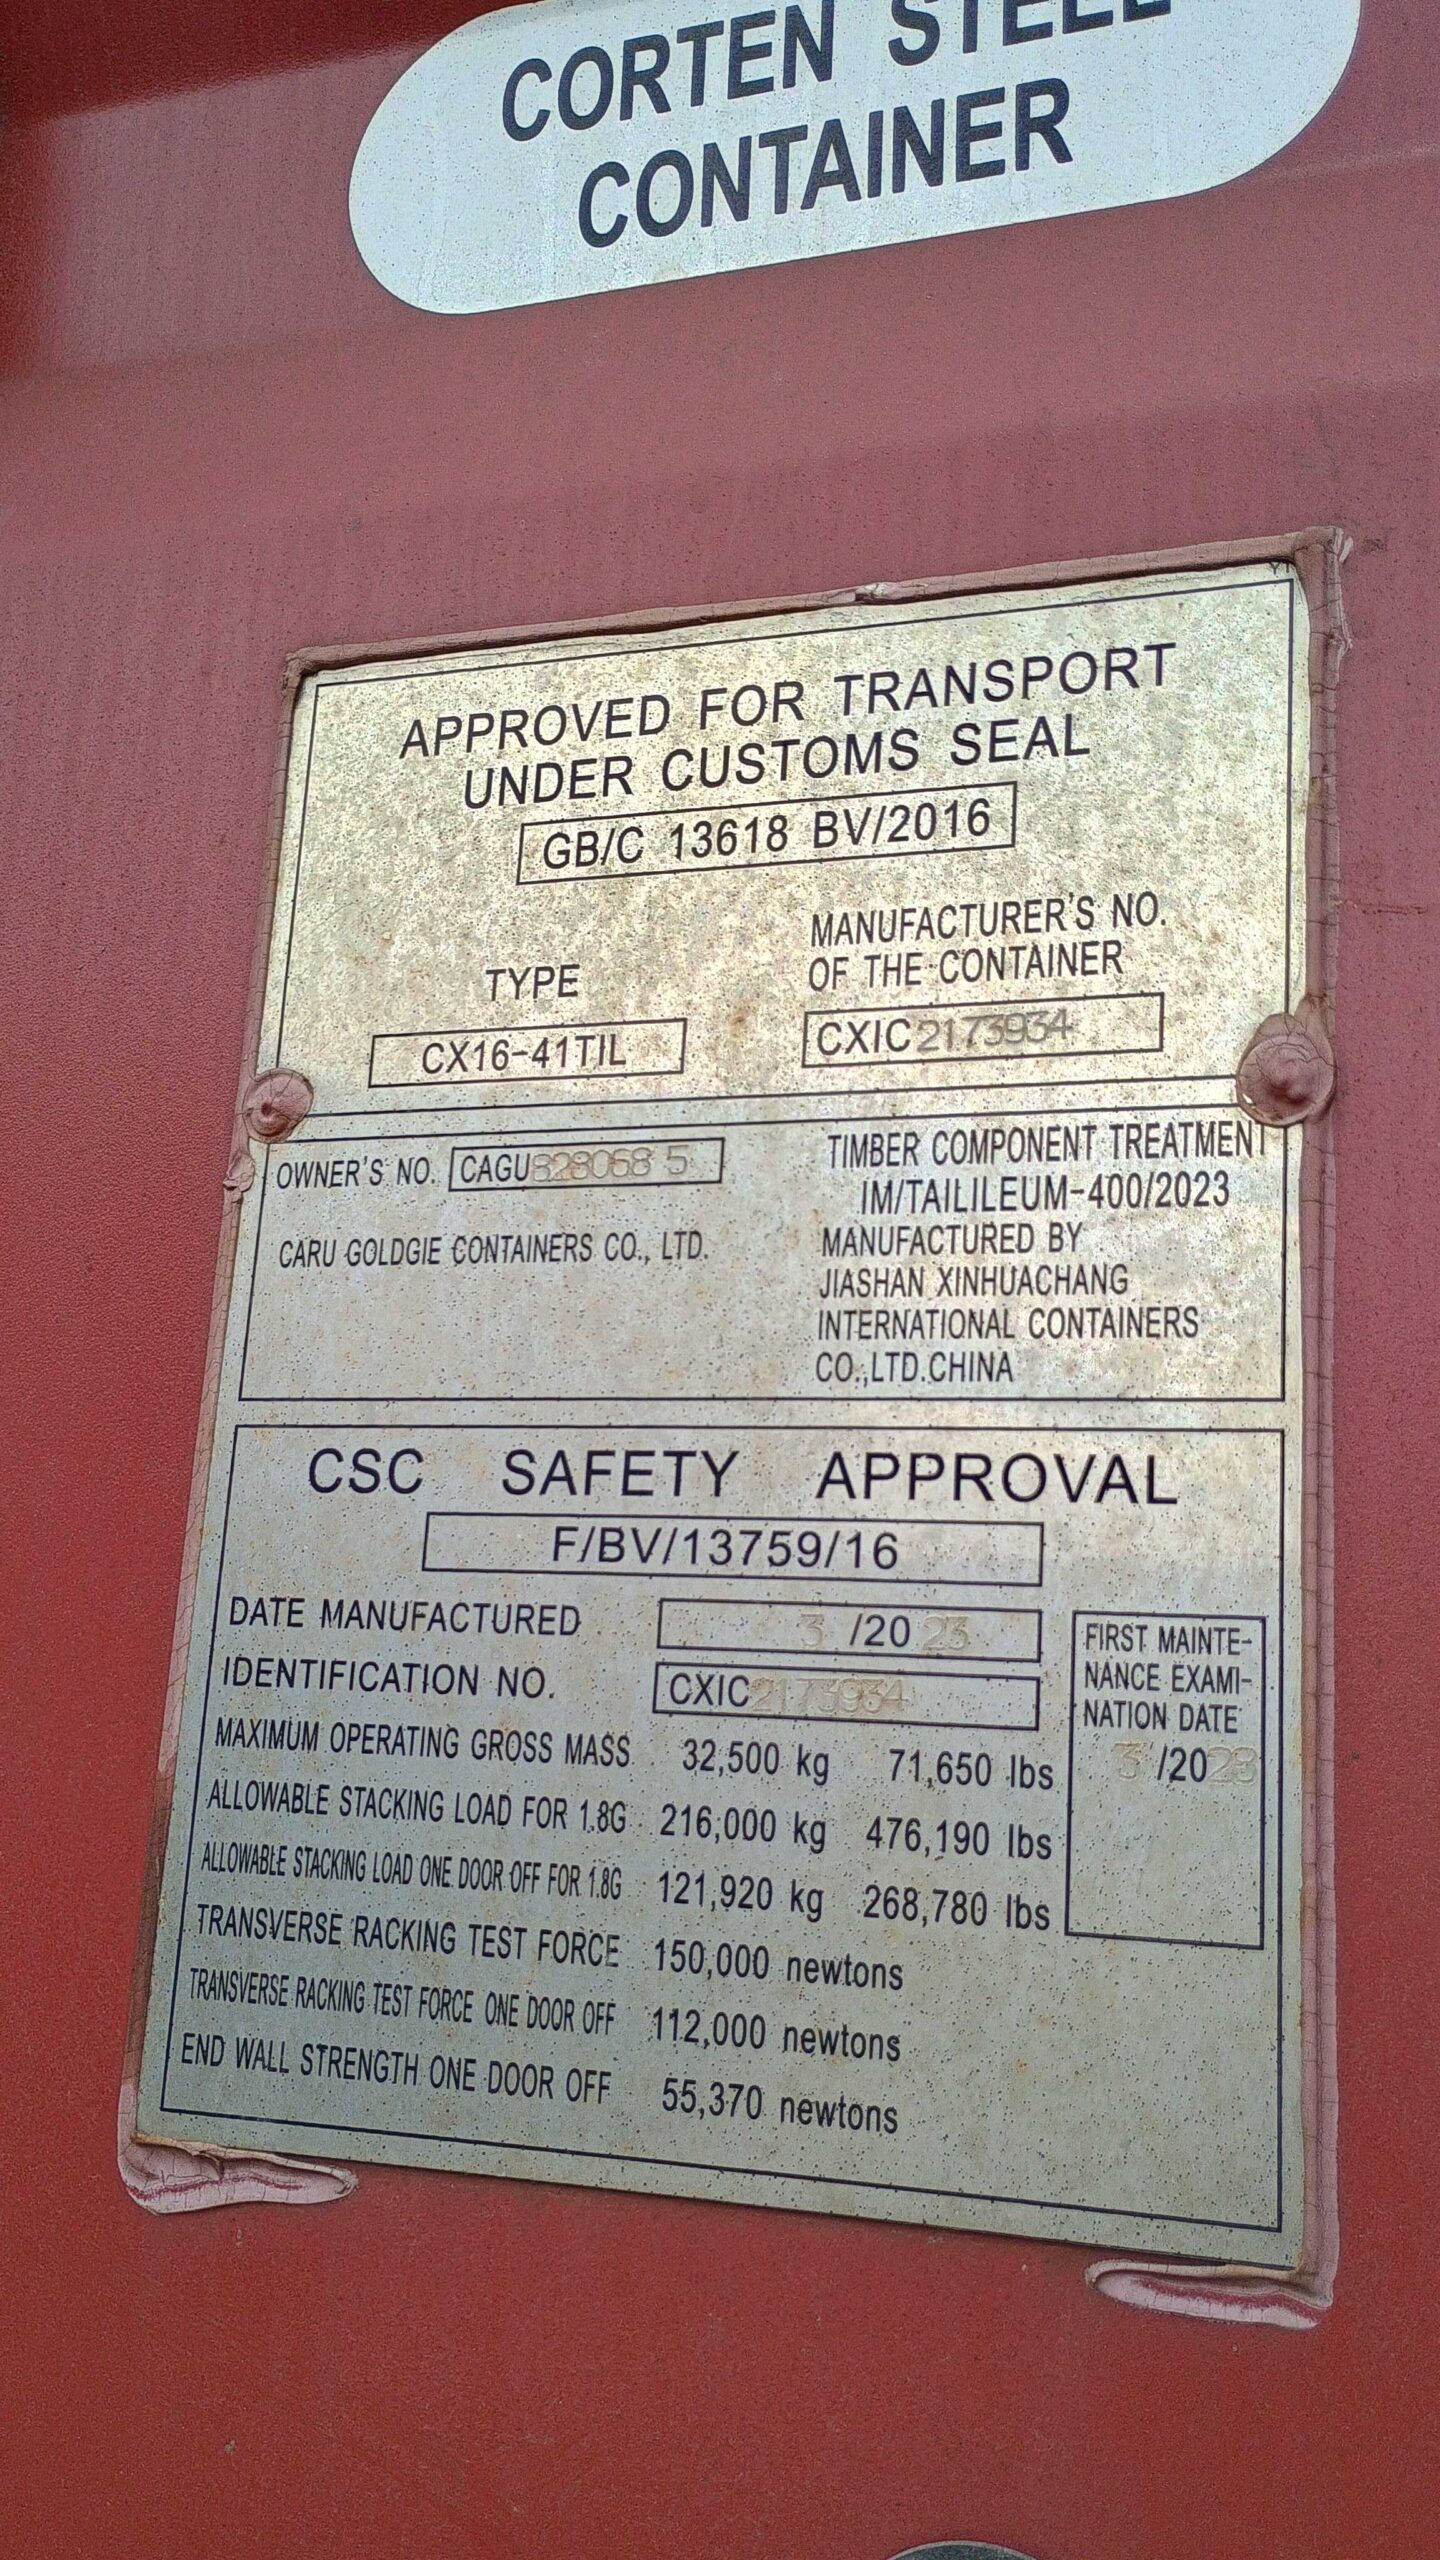 CORTEN STEEL
CONTAINER
APPROVED FOR TRANSPORT
UNDER CUSTOMS SEAL
GB/C 13618 BV/2016
TYPE
CX16-41TIL
MANUFACTURER'S NO.
OF THE CONTAINER
CXIC 2173934
OWNER'S NO. CAGU 828068 5
CARU GOLDGIE CONTAINERS CO., LTD.
TIMBER COMPONENT TREATMENT
IM/TAILILEUM-400/2023
MANUFACTURED BY
JIASHAN XINHUACHANG
INTERNATIONAL CONTAINERS
CO.,LTD.CHINA
CSC SAFETY APPROVAL
F/BV/13759/16
DATE MANUFACTURED 3 /20 23
IDENTIFICATION NO. CXIC 2173934
MAXIMUM OPERATING GROSS MASS 32,500 kg 71,650 lbs
ALLOWABLE STACKING LOAD FOR 1.8G 216,000 kg 476,190 lbs
ALLOWABLE STACKING LOAD ONE DOOR OFF FOR 1.8G 121,920 kg 268,780 lbs
TRANSVERSE RACKING TEST FORCE 150,000 newtons
TRANSVERSE RACKING TEST FORCE ONE DOOR OFF 112,000 newtons
END WALL STRENGTH ONE DOOR OFF 55,370 newtons
FIRST MAINTE-
NANCE EXAMI-
NATION DATE
3 /20 28